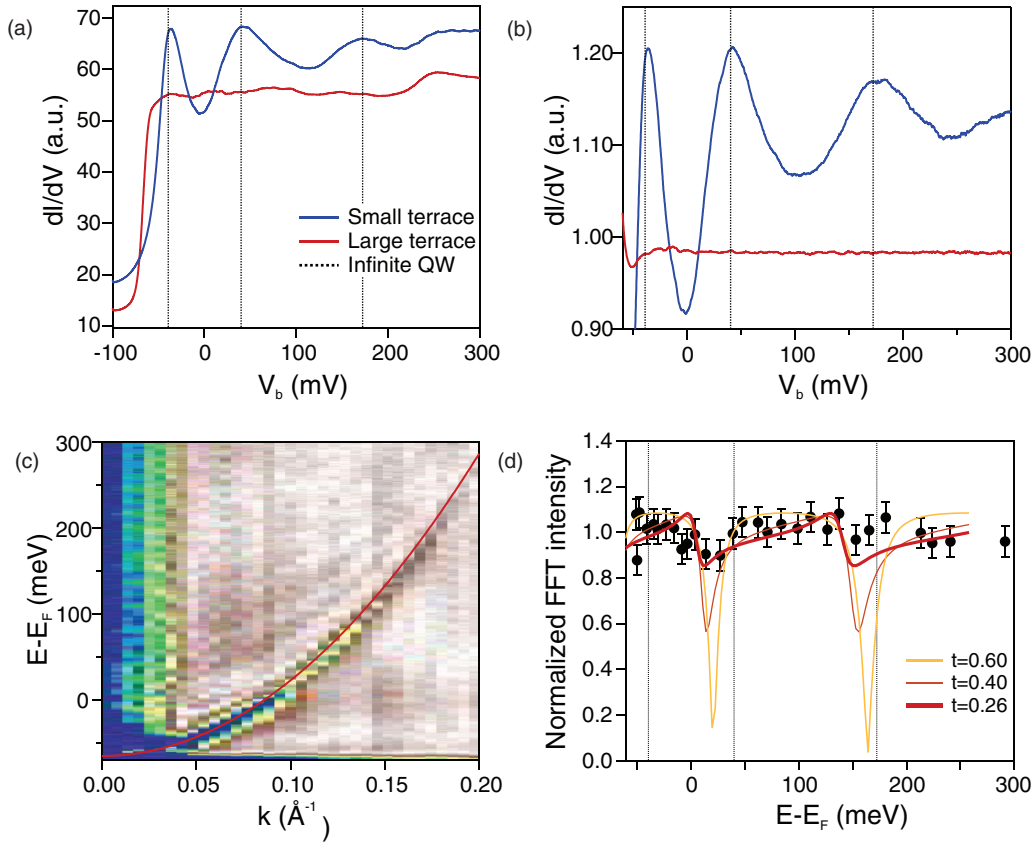 (a)
dI/dV (a.u.)
70
60
50
40
30
20
10
-100
0
100
200
300
V_b (mV)
Small terrace
Large terrace
Infinite QW
(b)
dI/dV (a.u.)
1.20
1.10
1.00
0.90
0
100
200
300
V_b (mV)
(c)
E-E_F (meV)
300
200
100
0
0.00
0.05
0.10
0.15
0.20
k (Å⁻¹)
(d)
Normalized FFT intensity
1.4
1.2
1.0
0.8
0.6
0.4
0.2
0.0
0
100
200
300
E-E_F (meV)
t=0.60
t=0.40
t=0.26